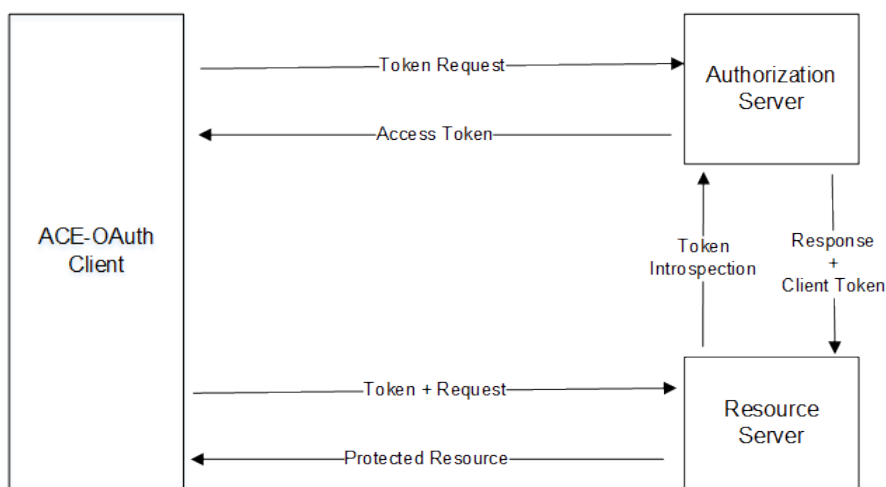 Token Request
Authorization
Server
Access Token
ACE-OAuth
Client
Token
Introspection
Response
+
Client Token
Token + Request
Resource
Server
Protected Resource